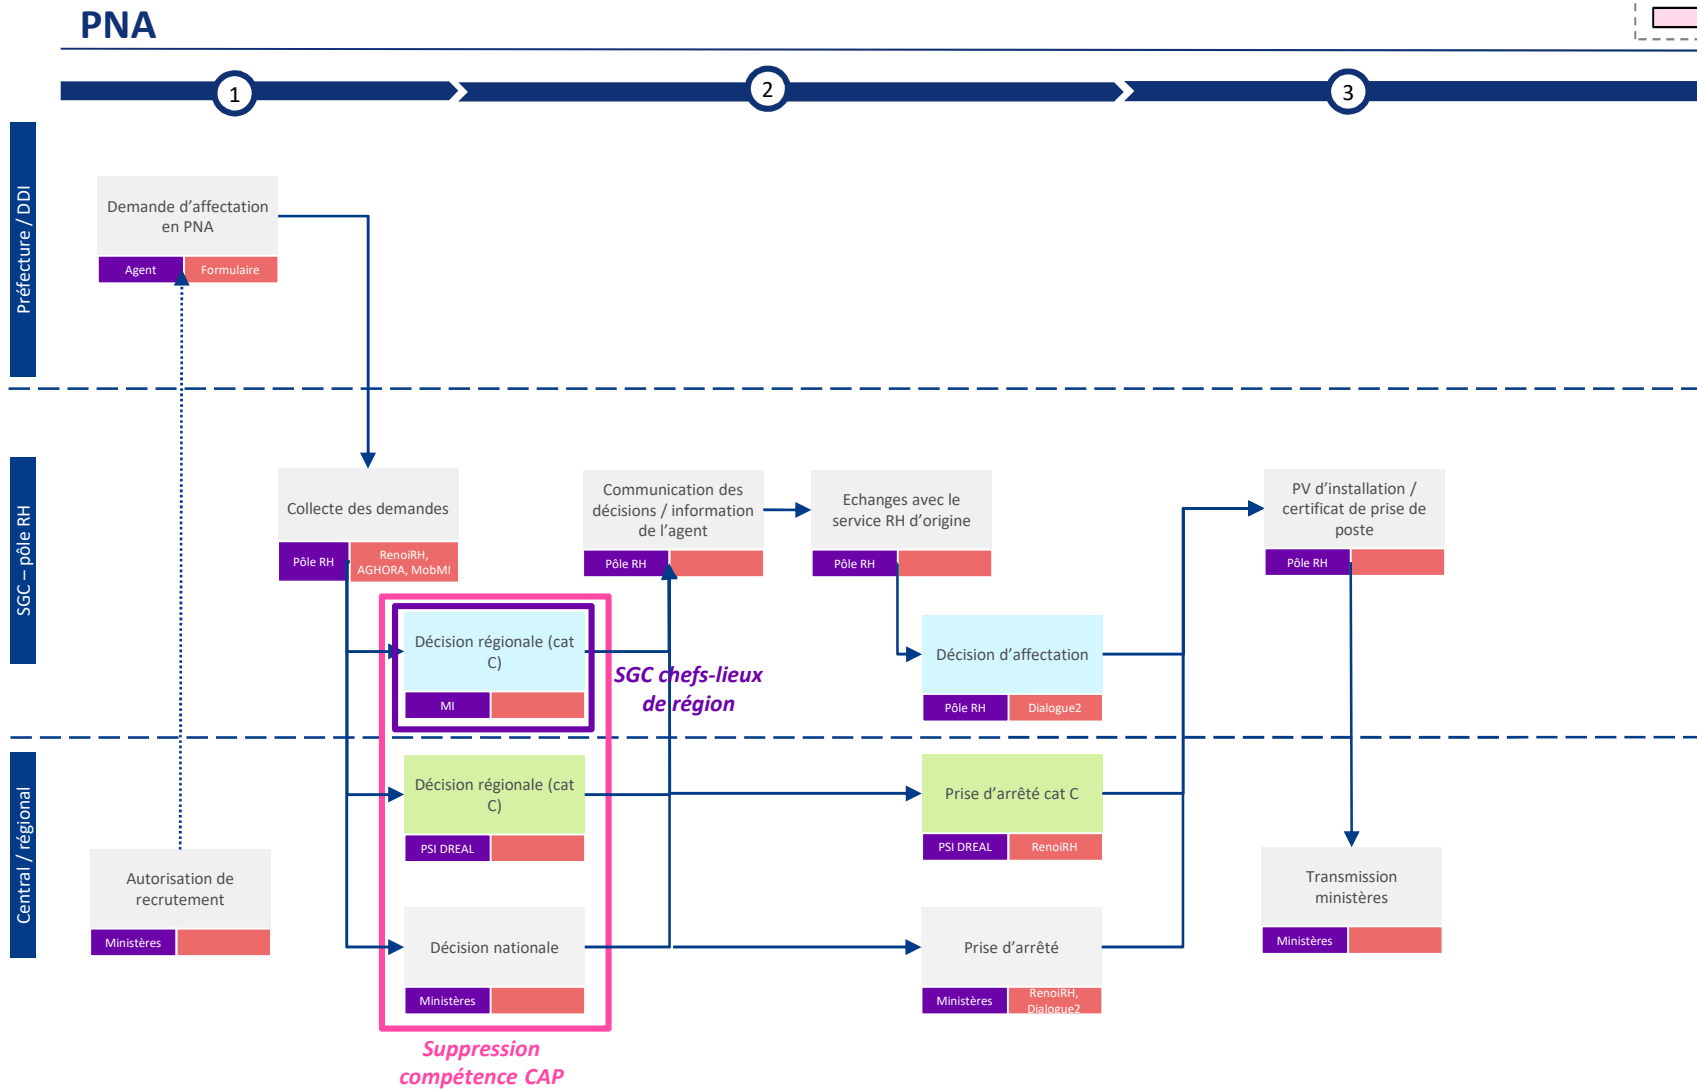 PNA
1
2
3
Préfecture / DDI
Demande d’affectation
en PNA
Agent
Formulaire
SGC – pôle RH
Collecte des demandes
Pôle RH
RenoiRH,
AGHORA, MobMI
Communication des
décisions / information
de l’agent
Pôle RH
Echanges avec le
service RH d’origine
Pôle RH
PV d’installation /
certificat de prise de
poste
Pôle RH
Décision régionale (cat
C)
MI
SGC chefs-lieux
de région
Décision d’affectation
Pôle RH
Dialogue2
Central / régional
Décision régionale (cat
C)
PSI DREAL
Prise d’arrêté cat C
PSI DREAL
RenoiRH
Autorisation de
recrutement
Ministères
Décision nationale
Ministères
Prise d’arrêté
Ministères
RenoiRH,
Dialogue2
Transmission
ministères
Ministères
Suppression
compétence CAP